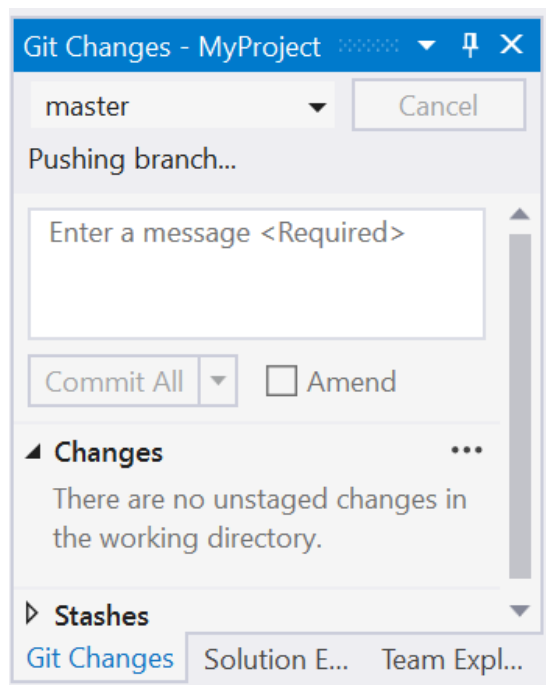 Git Changes - MyProject
master
Cancel
Pushing branch...
Enter a message <Required>
Commit All
Amend
Changes
There are no unstaged changes in
the working directory.
Stashes
Git Changes Solution E... Team Expl...